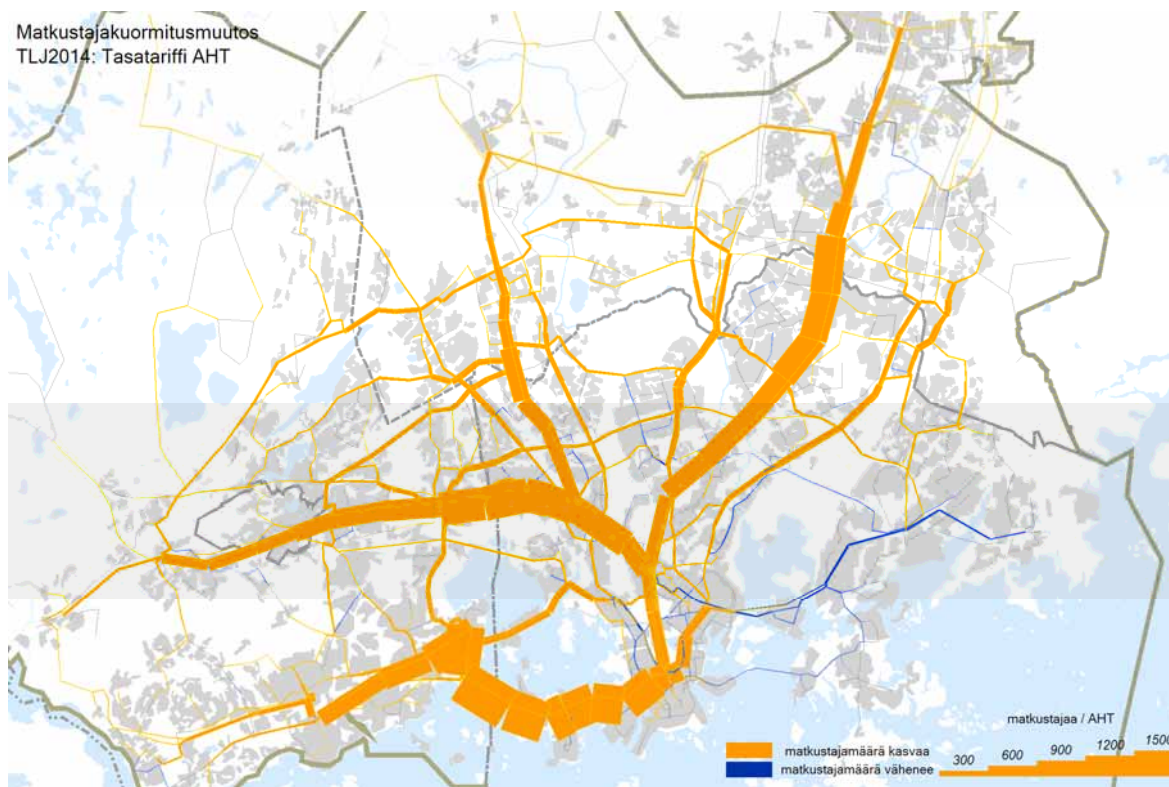 Matkustajakuormitusmuutos
TLJ2014: Tasatariffi AHT
matkustajaa / AHT
300 600 900 1200 1500
matkustajamäärä kasvaa
matkustajamäärä vähenee